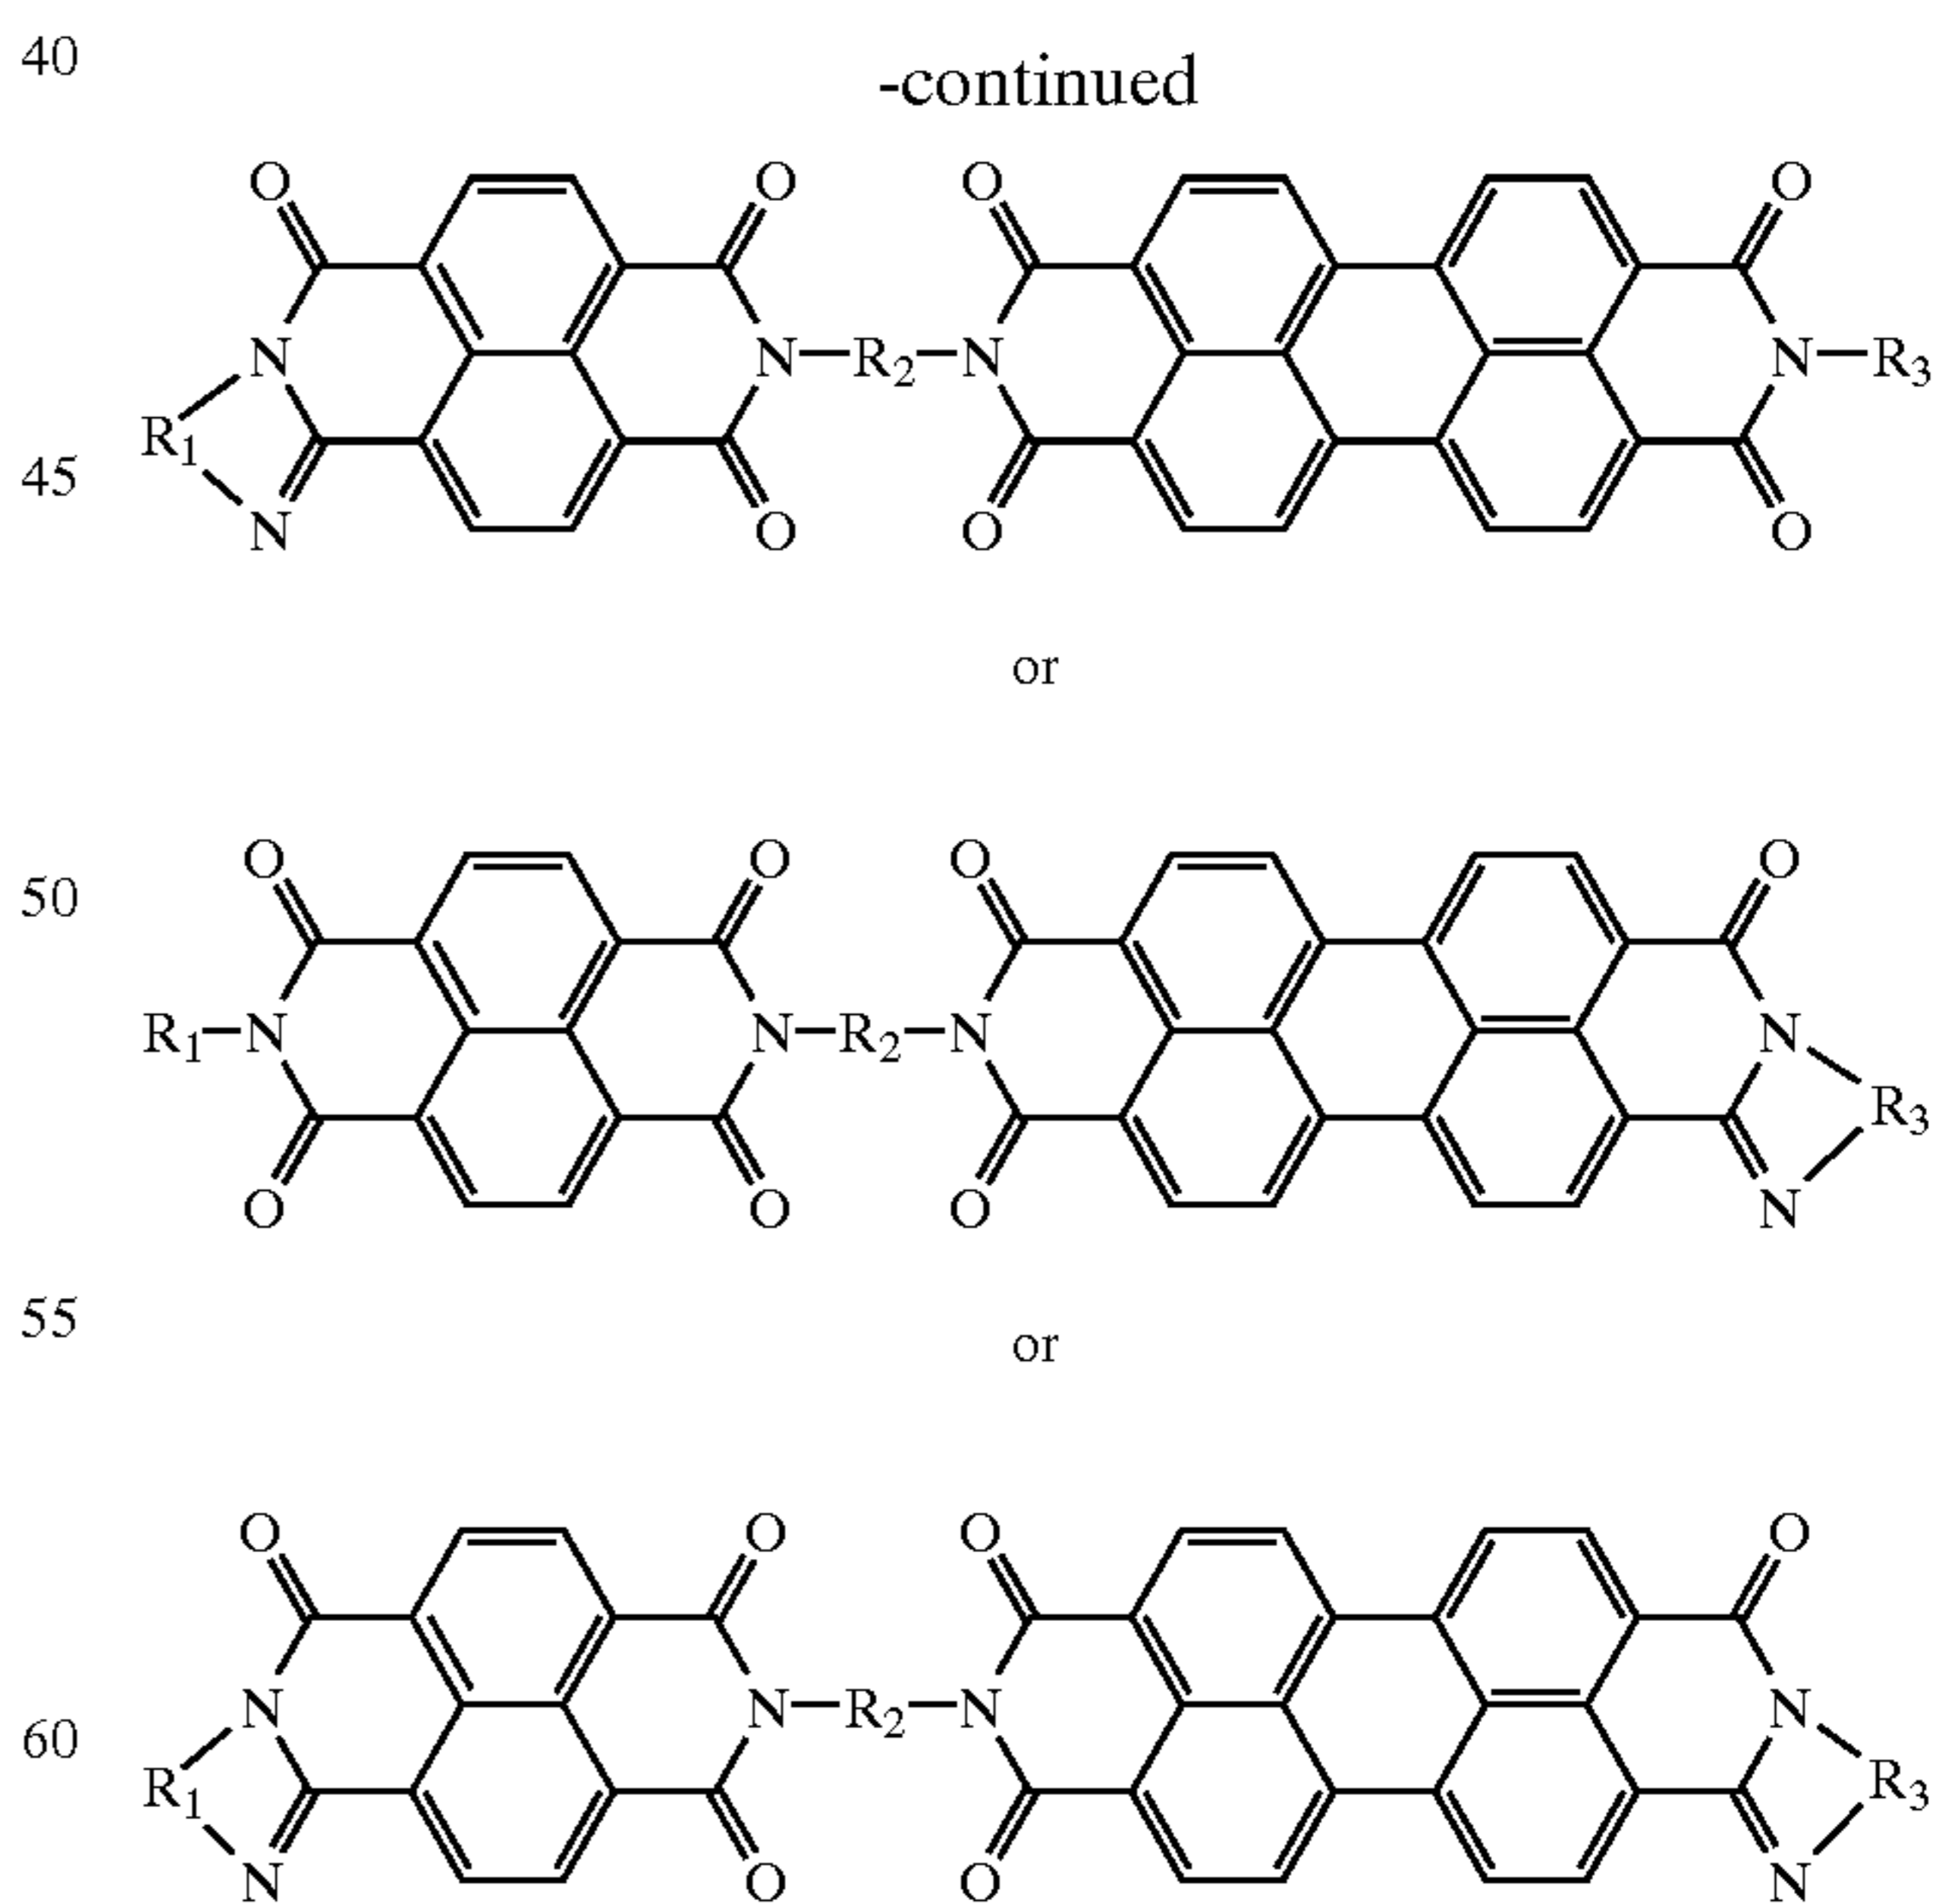 40
-continued
O O O O
N N—R2—N N—R3
R1
45
N O O O
or
50
O O O O
R1—N N—R2—N N
R3
O O O N
55
or
O O O O
N N—R2—N N
60
R1 R3
N O O N